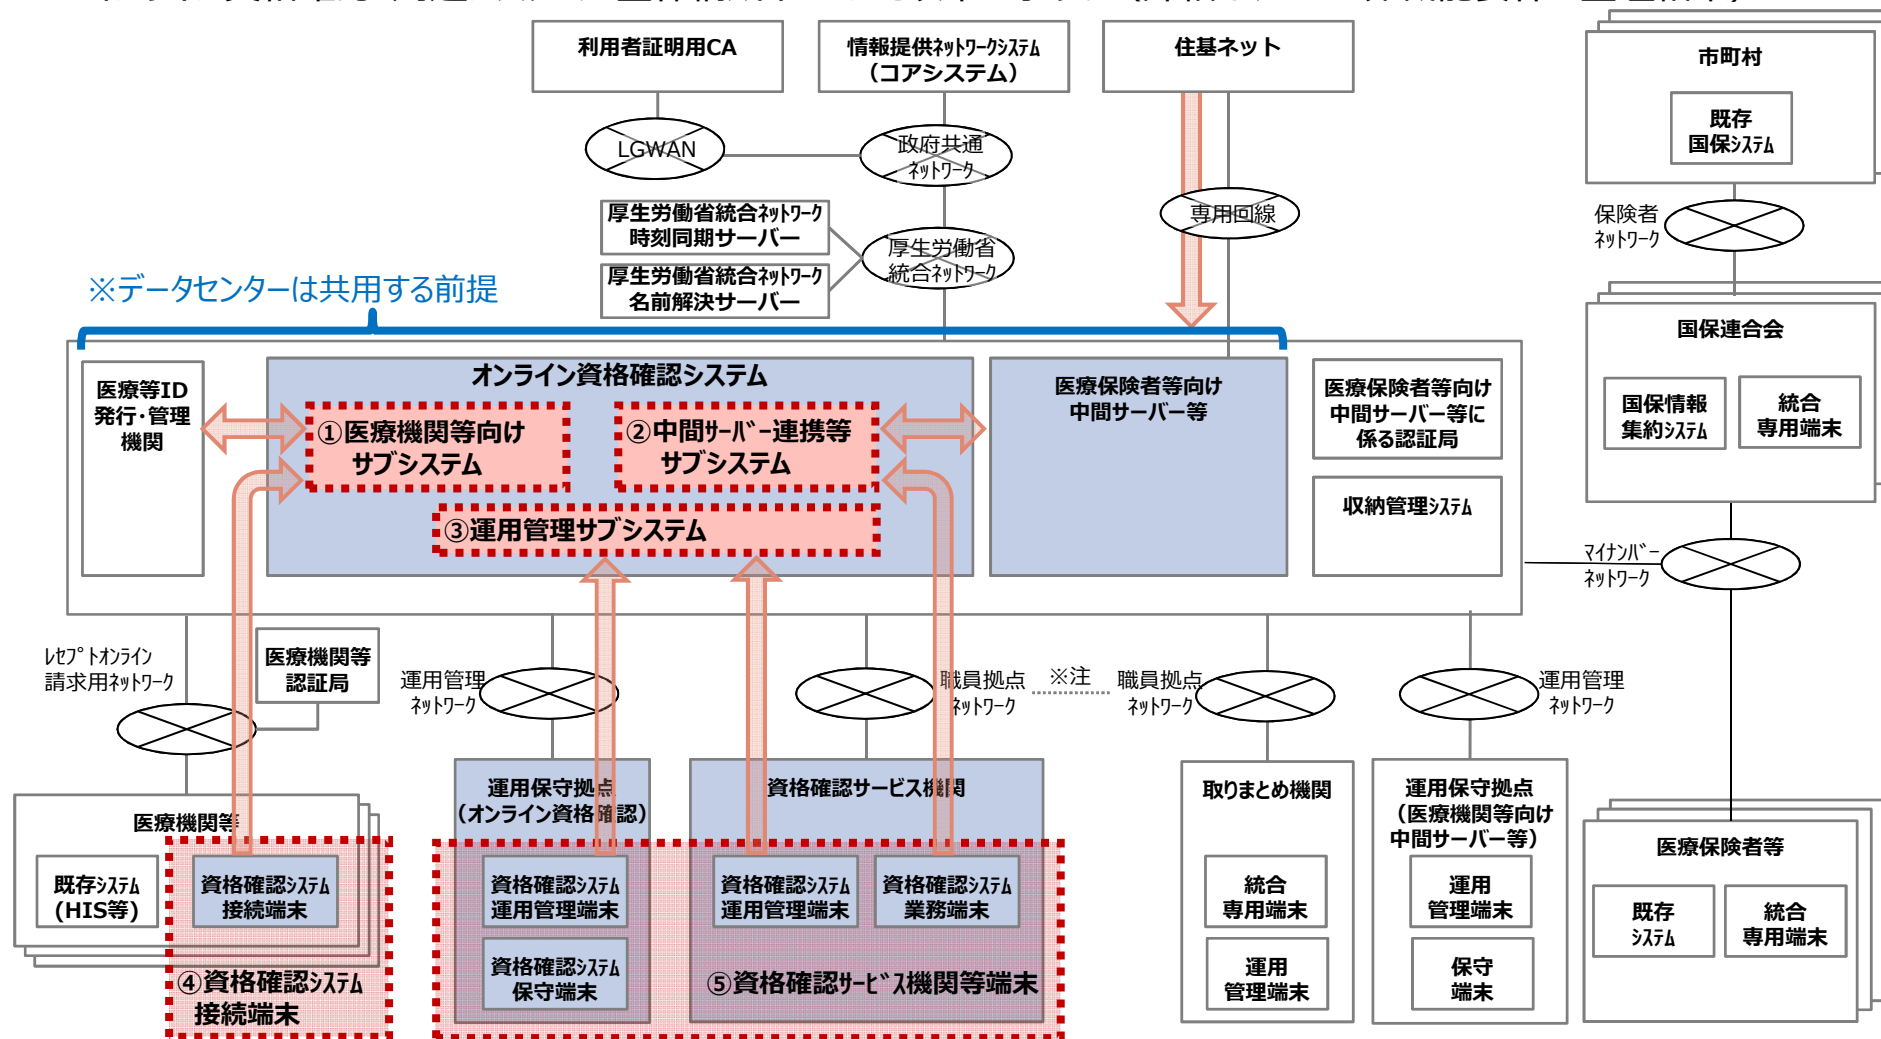 利用者証明用CA
情報提供ネットワークシステム
（コアシステム）
住基ネット
市町村
既存
国保システム
LGWAN
政府共通
ネットワーク
専用回線
保険者
ネットワーク
厚生労働省統合ネットワーク
時刻同期サーバー
厚生労働省統合ネットワーク
名前解決サーバー
厚生労働省
統合ネットワーク
※データセンターは共用する前提
国保連合会
国保情報
集約システム
統合
専用端末
医療等ID
発行・管理
機関
オンライン資格確認システム
①医療機関等向け
サブシステム
②中間サーバー連携等
サブシステム
③運用管理サブシステム
医療保険者等向け
中間サーバー等
医療保険者等向け
中間サーバー等に
係る認証局
収納管理システム
マイナンバー
ネットワーク
レセプトオンライン
請求用ネットワーク
医療機関等
認証局
運用管理
ネットワーク
職員拠点
ネットワーク
※注
職員拠点
ネットワーク
運用管理
ネットワーク
医療機関等
既存システム
(HIS等)
資格確認システム
接続端末
④資格確認システム
接続端末
運用保守拠点
（オンライン資格確認）
資格確認システム
運用管理端末
資格確認システム
保守端末
資格確認サービス機関
資格確認システム
運用管理端末
資格確認システム
業務端末
⑤資格確認サービス機関等端末
取りまとめ機関
統合
専用端末
運用
管理端末
運用保守拠点
（医療機関等向け
中間サーバー等）
運用
管理端末
保守
端末
医療保険者等
既存
システム
統合
専用端末